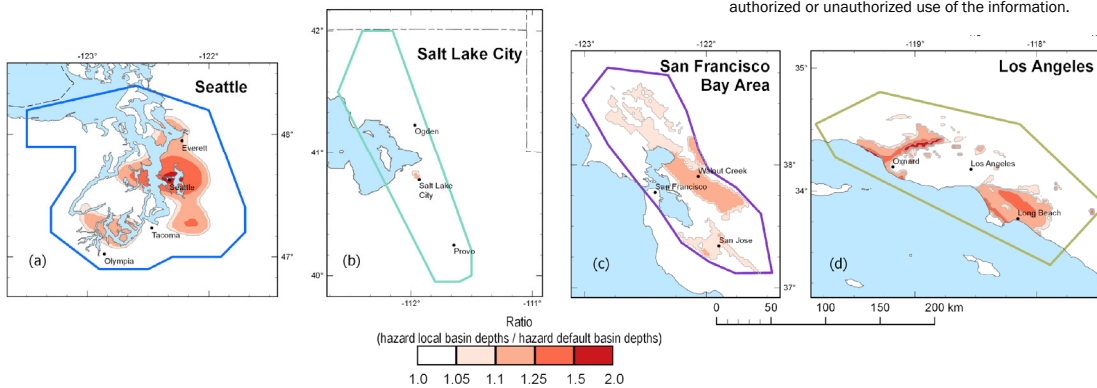 authorized or unauthorized use of the information.
-123°
-122°
Seattle
48°
47°
Everett
Seattle
Tacoma
Olympia
(a)
42°
41°
40°
Salt Lake City
Ogden
Salt Lake
City
Provo
(b)
-112°
-111°
-123°
-122°
San Francisco
Bay Area
38°
37°
Walnut Creek
San Francisco
San Jose
(c)
0
50
-119°
-118°
35°
34°
Los Angeles
Oxnard
Los Angeles
Long Beach
(d)
100
150
200 km
Ratio
(hazard local basin depths / hazard default basin depths)
1.0
1.05
1.1
1.25
1.5
2.0